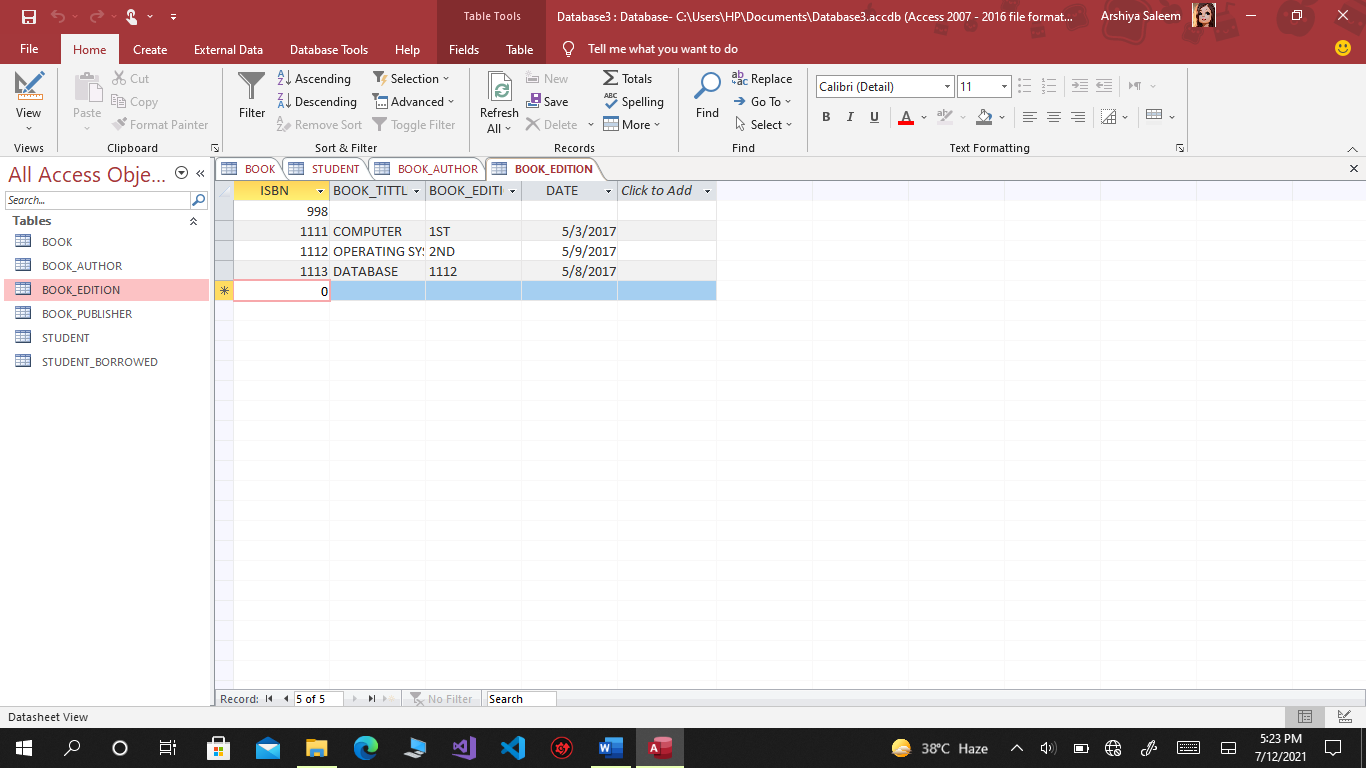 Table Tools
Database3 : Database- C:\Users\HP\Documents\Database3.accdb (Access 2007 - 2016 file format...
Arshiya Saleem
File Home Create External Data Database Tools Help Fields Table Tell me what you want to do
View
Views
Paste
Cut
Copy
Format Painter
Clipboard
Filter
Ascending
Descending
Remove Sort
Selection
Advanced
Toggle Filter
Sort & Filter
Refresh
All
New
Save
Delete
Totals
Spelling
More
Records
Find
Replace
Go To
Select
Find
Calibri (Detail)
11
B I U
Text Formatting
All Access Obje...
Search...
Tables
BOOK
BOOK_AUTHOR
BOOK_EDITION
BOOK_PUBLISHER
STUDENT
STUDENT_BORROWED
BOOK STUDENT BOOK_AUTHOR BOOK_EDITION
ISBN BOOK_TITTL BOOK_EDITI DATE Click to Add
998
1111 COMPUTER 1ST 5/3/2017
1112 OPERATING SYS 2ND 5/9/2017
1113 DATABASE 1112 5/8/2017
0
Record: 5 of 5 No Filter Search
Datasheet View
38°C Haze
5:23 PM
7/12/2021